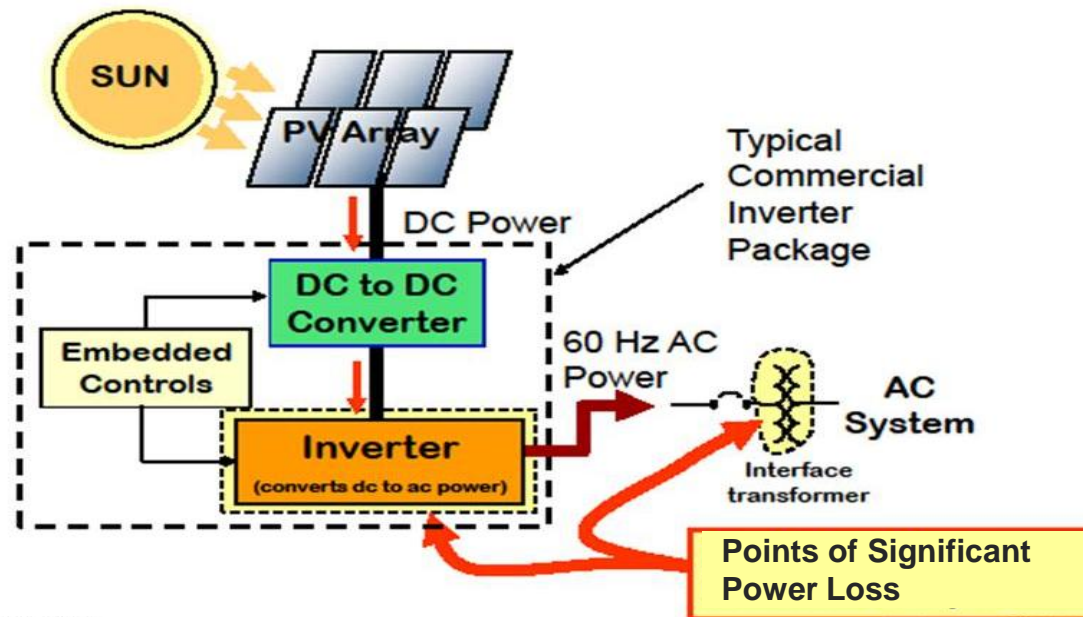 SUN
PV Array
DC Power
Typical
Commercial
Inverter
Package
DC to DC
Converter
Embedded
Controls
60 Hz AC
Power
AC
System
Inverter
(converts dc to ac power)
Interface
transformer
Points of Significant
Power Loss